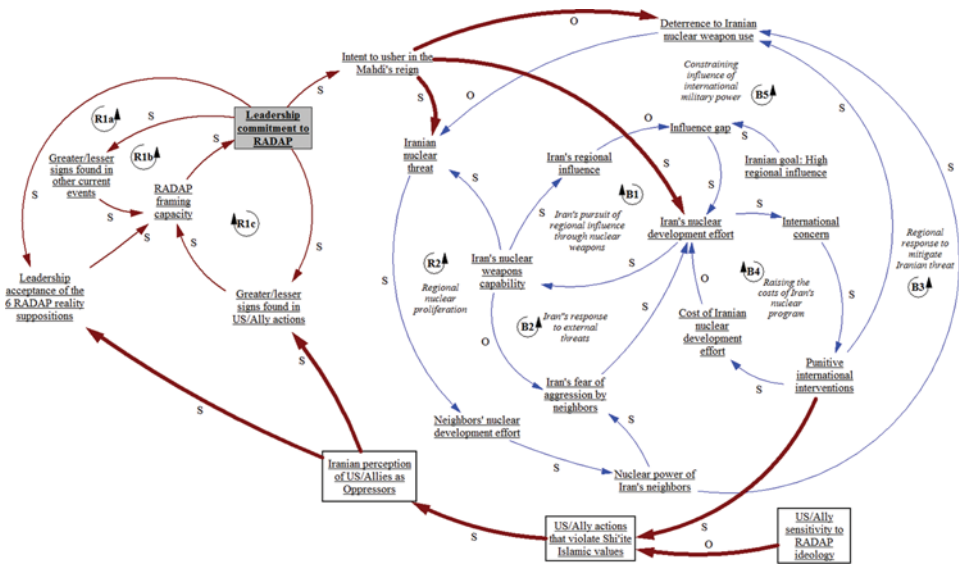 O
Deterrence to Iranian
nuclear weapon use
Intent to usher in the
Mahdi's reign
S
S
O
S
Constraining
influence of
international
military power
B5
R1a
S
Leadership
commitment to
RADAP
O
Influence gap
R1b
S
Iranian
nuclear
threat
Iran's regional
influence
S
Iranian goal: High
regional influence
Greater/lesser
signs found in
other current
events
S
RADAP
framing
capacity
S
S
S
S
S
S
R1c
S
B1
S
S
Iran's pursuit of
regional influence
through nuclear
weapons
Iran's nuclear
development effort
International
concern
Regional
response to
mitigate
Iranian threat
B3
S
S
R2
Regional
nuclear
proliferation
Iran's nuclear
weapons
capability
S
O
B4
Raising the
costs of Iran's
nuclear
program
S
Leadership
acceptance of the
6 RADAP reality
suppositions
Greater/lesser
signs found in
US/Ally actions
B2
Iran"s response
to external
threats
S
Cost of Iranian
nuclear
development
effort
O
S
S
S
Punitive
international
interventions
Iran's fear of
aggression by
neighbors
S
Neighbors' nuclear
development effort
S
S
Nuclear power of
Iran's neighbors
Iranian perception
of US/Allies as
Oppressors
S
US/Ally actions
that violate Shi'ite
Islamic values
S
O
US/Ally
sensitivity to
RADAP
ideology